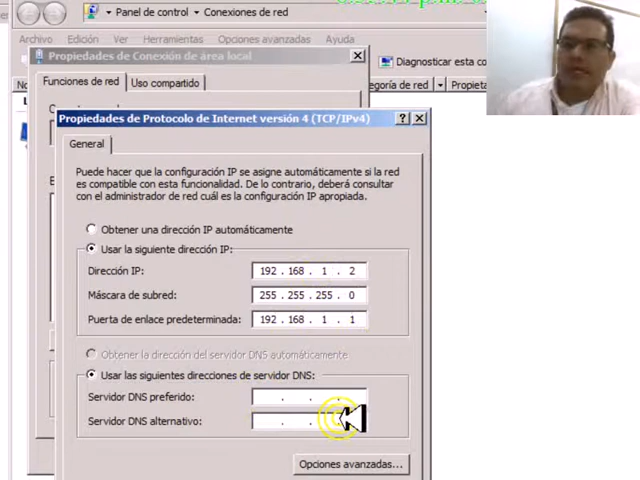 Panel de control
Conexiones de red
Archivo Editar Ver Herramientas Opciones avanzadas Ayuda
Propiedades de Conexión de área local
Diagnosticar esta
Funciones de red
Uso compartido
de red
Propiedades de Protocolo de Internet versión 4 (TCP/IPv4)
General
Puede hacer que la configuración IP se asigne automáticamente si la red
es compatible con esta funcionalidad. De lo contrario, deberá consultar
con el administrador de red cuál es la configuración IP apropiada.
Obtener una dirección IP automáticamente
Usar la siguiente dirección IP:
Dirección IP: 192 . 168 . 1 . 2
Máscara de subred: 255 . 255 . 255 . 0
Puerta de enlace predeterminada: 192 . 168 . 1 . 1
Obtener la dirección del servidor DNS automáticamente
Usar las siguientes direcciones de servidor DNS:
Servidor DNS preferido: . . .
Servidor DNS alternativo: . . .
Opciones avanzadas...